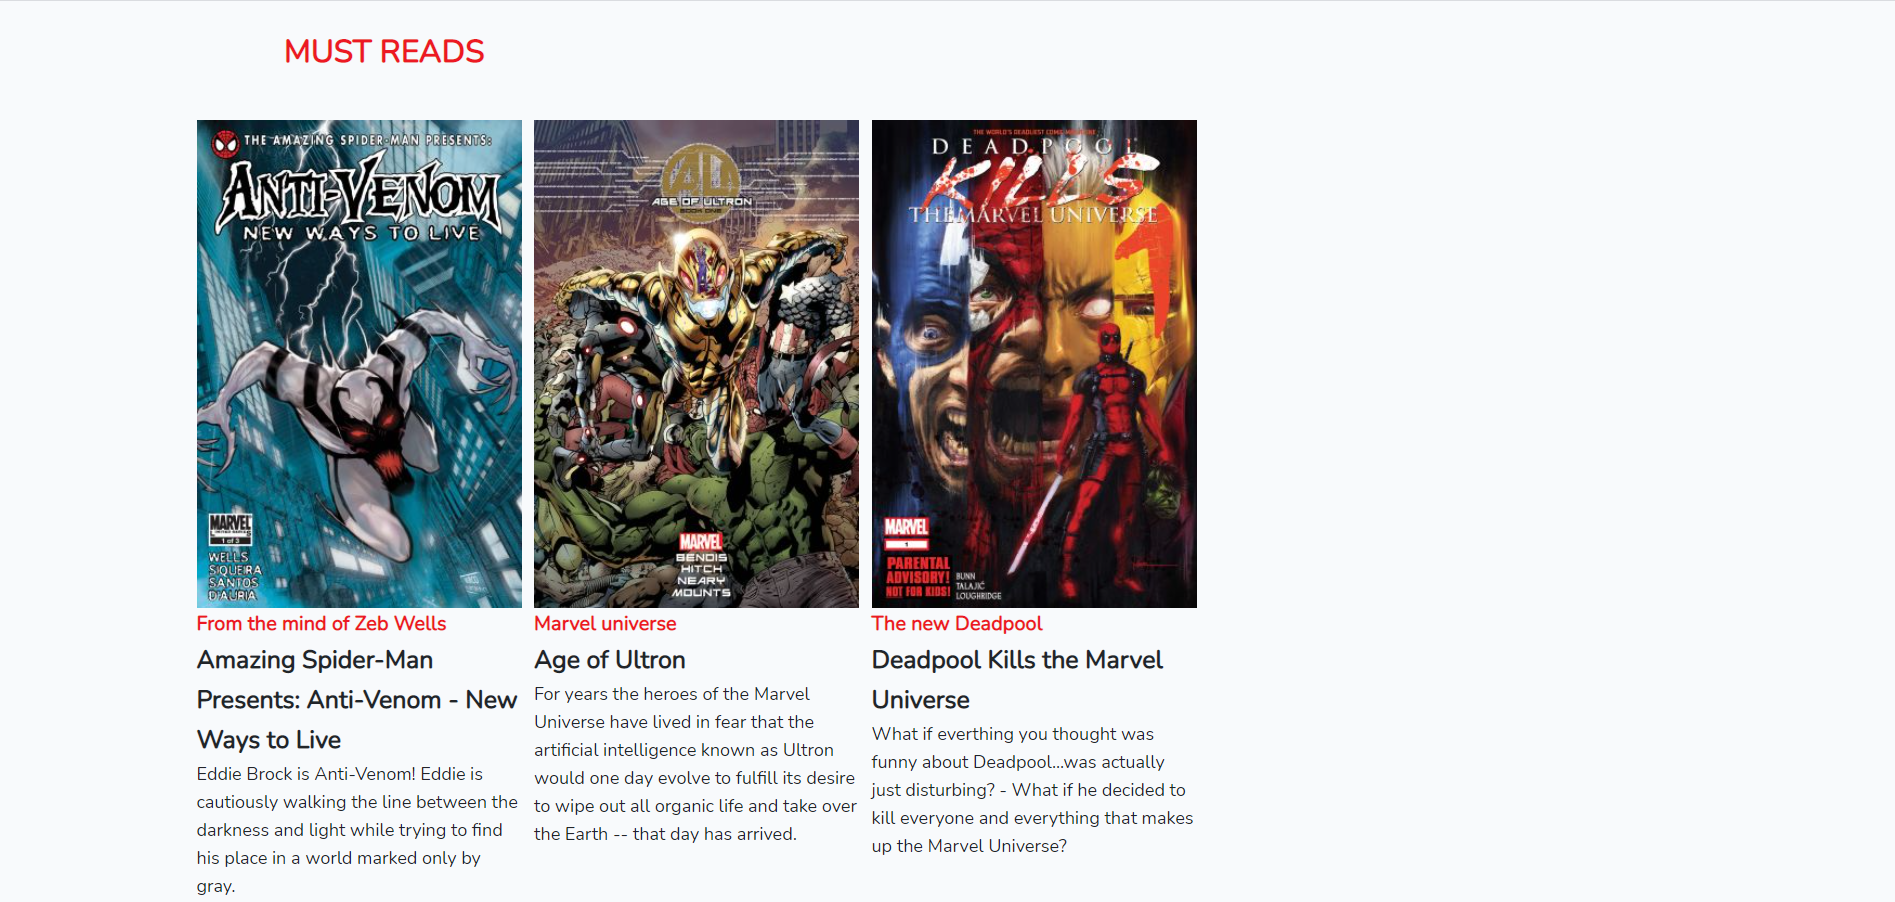 MUST READS
THE AMAZING SPIDER-MAN PRESENTS:
ANTI-VENOM
NEW WAYS TO LIVE
MARVEL
LIMITED SERIES
1 of 3
WELLS
SIQUEIRA
SANTOS
D'AURIA
AU
AGE OF ULTRON
BOOK ONE
MARVEL
BENDIS
HITCH
NEARY
MOUNTS
THE WORLD'S DEADLIEST COMIC MAGAZINE
DEADPOOL
KILLS
THE MARVEL UNIVERSE
1
MARVEL
1
PARENTAL
ADVISORY!
NOT FOR KIDS!
BUNN
TALAJIĆ
LOUGHRIDGE
From the mind of Zeb Wells
Amazing Spider-Man
Presents: Anti-Venom - New
Ways to Live
Eddie Brock is Anti-Venom! Eddie is
cautiously walking the line between the
darkness and light while trying to find
his place in a world marked only by
gray.
Marvel universe
Age of Ultron
For years the heroes of the Marvel
Universe have lived in fear that the
artificial intelligence known as Ultron
would one day evolve to fulfill its desire
to wipe out all organic life and take over
the Earth -- that day has arrived.
The new Deadpool
Deadpool Kills the Marvel
Universe
What if everthing you thought was
funny about Deadpool...was actually
just disturbing? - What if he decided to
kill everyone and everything that makes
up the Marvel Universe?